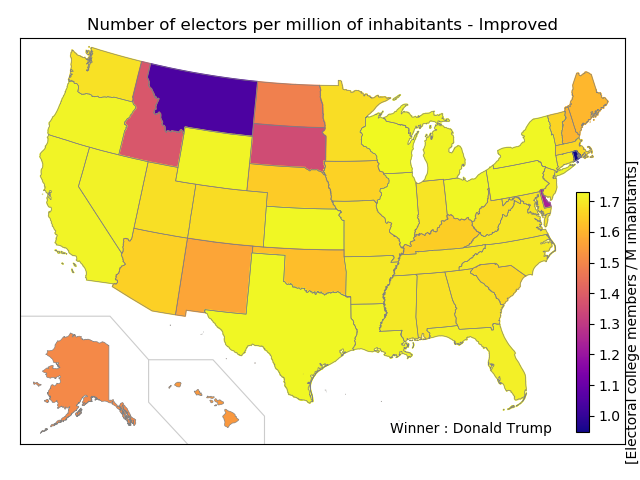 Number of electors per million of inhabitants - Improved
1.7
1.6
1.5
1.4
1.3
1.2
1.1
1.0
[Electoral college members / M inhabitants]
Winner : Donald Trump